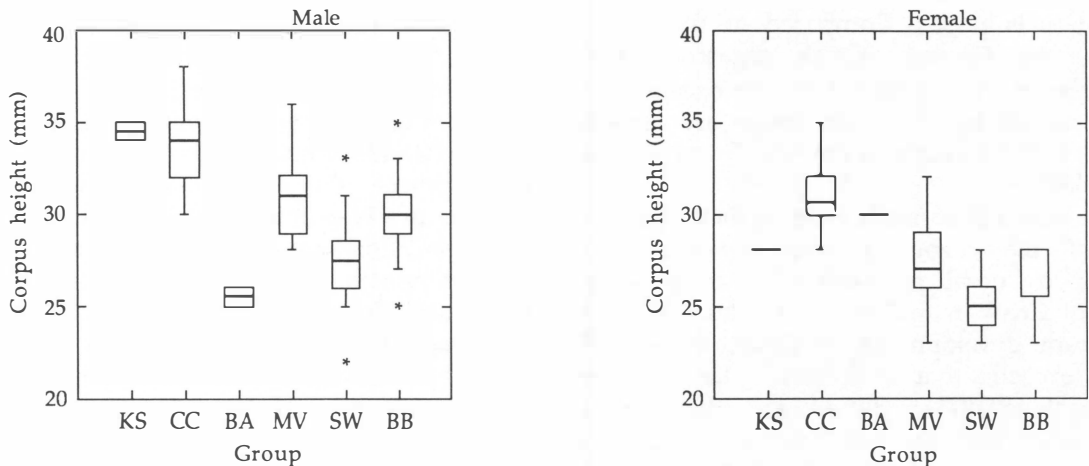 Male
40
35
30
25
20
Corpus height (mm)
KS CC BA MV SW BB
Group
Female
40
35
30
25
20
Corpus height (mm)
KS CC BA MV SW BB
Group